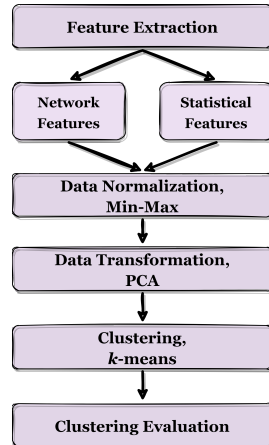 Feature Extraction
Network
Features
Statistical
Features
Data Normalization,
Min-Max
Data Transformation,
PCA
Clustering,
k-means
Clustering Evaluation